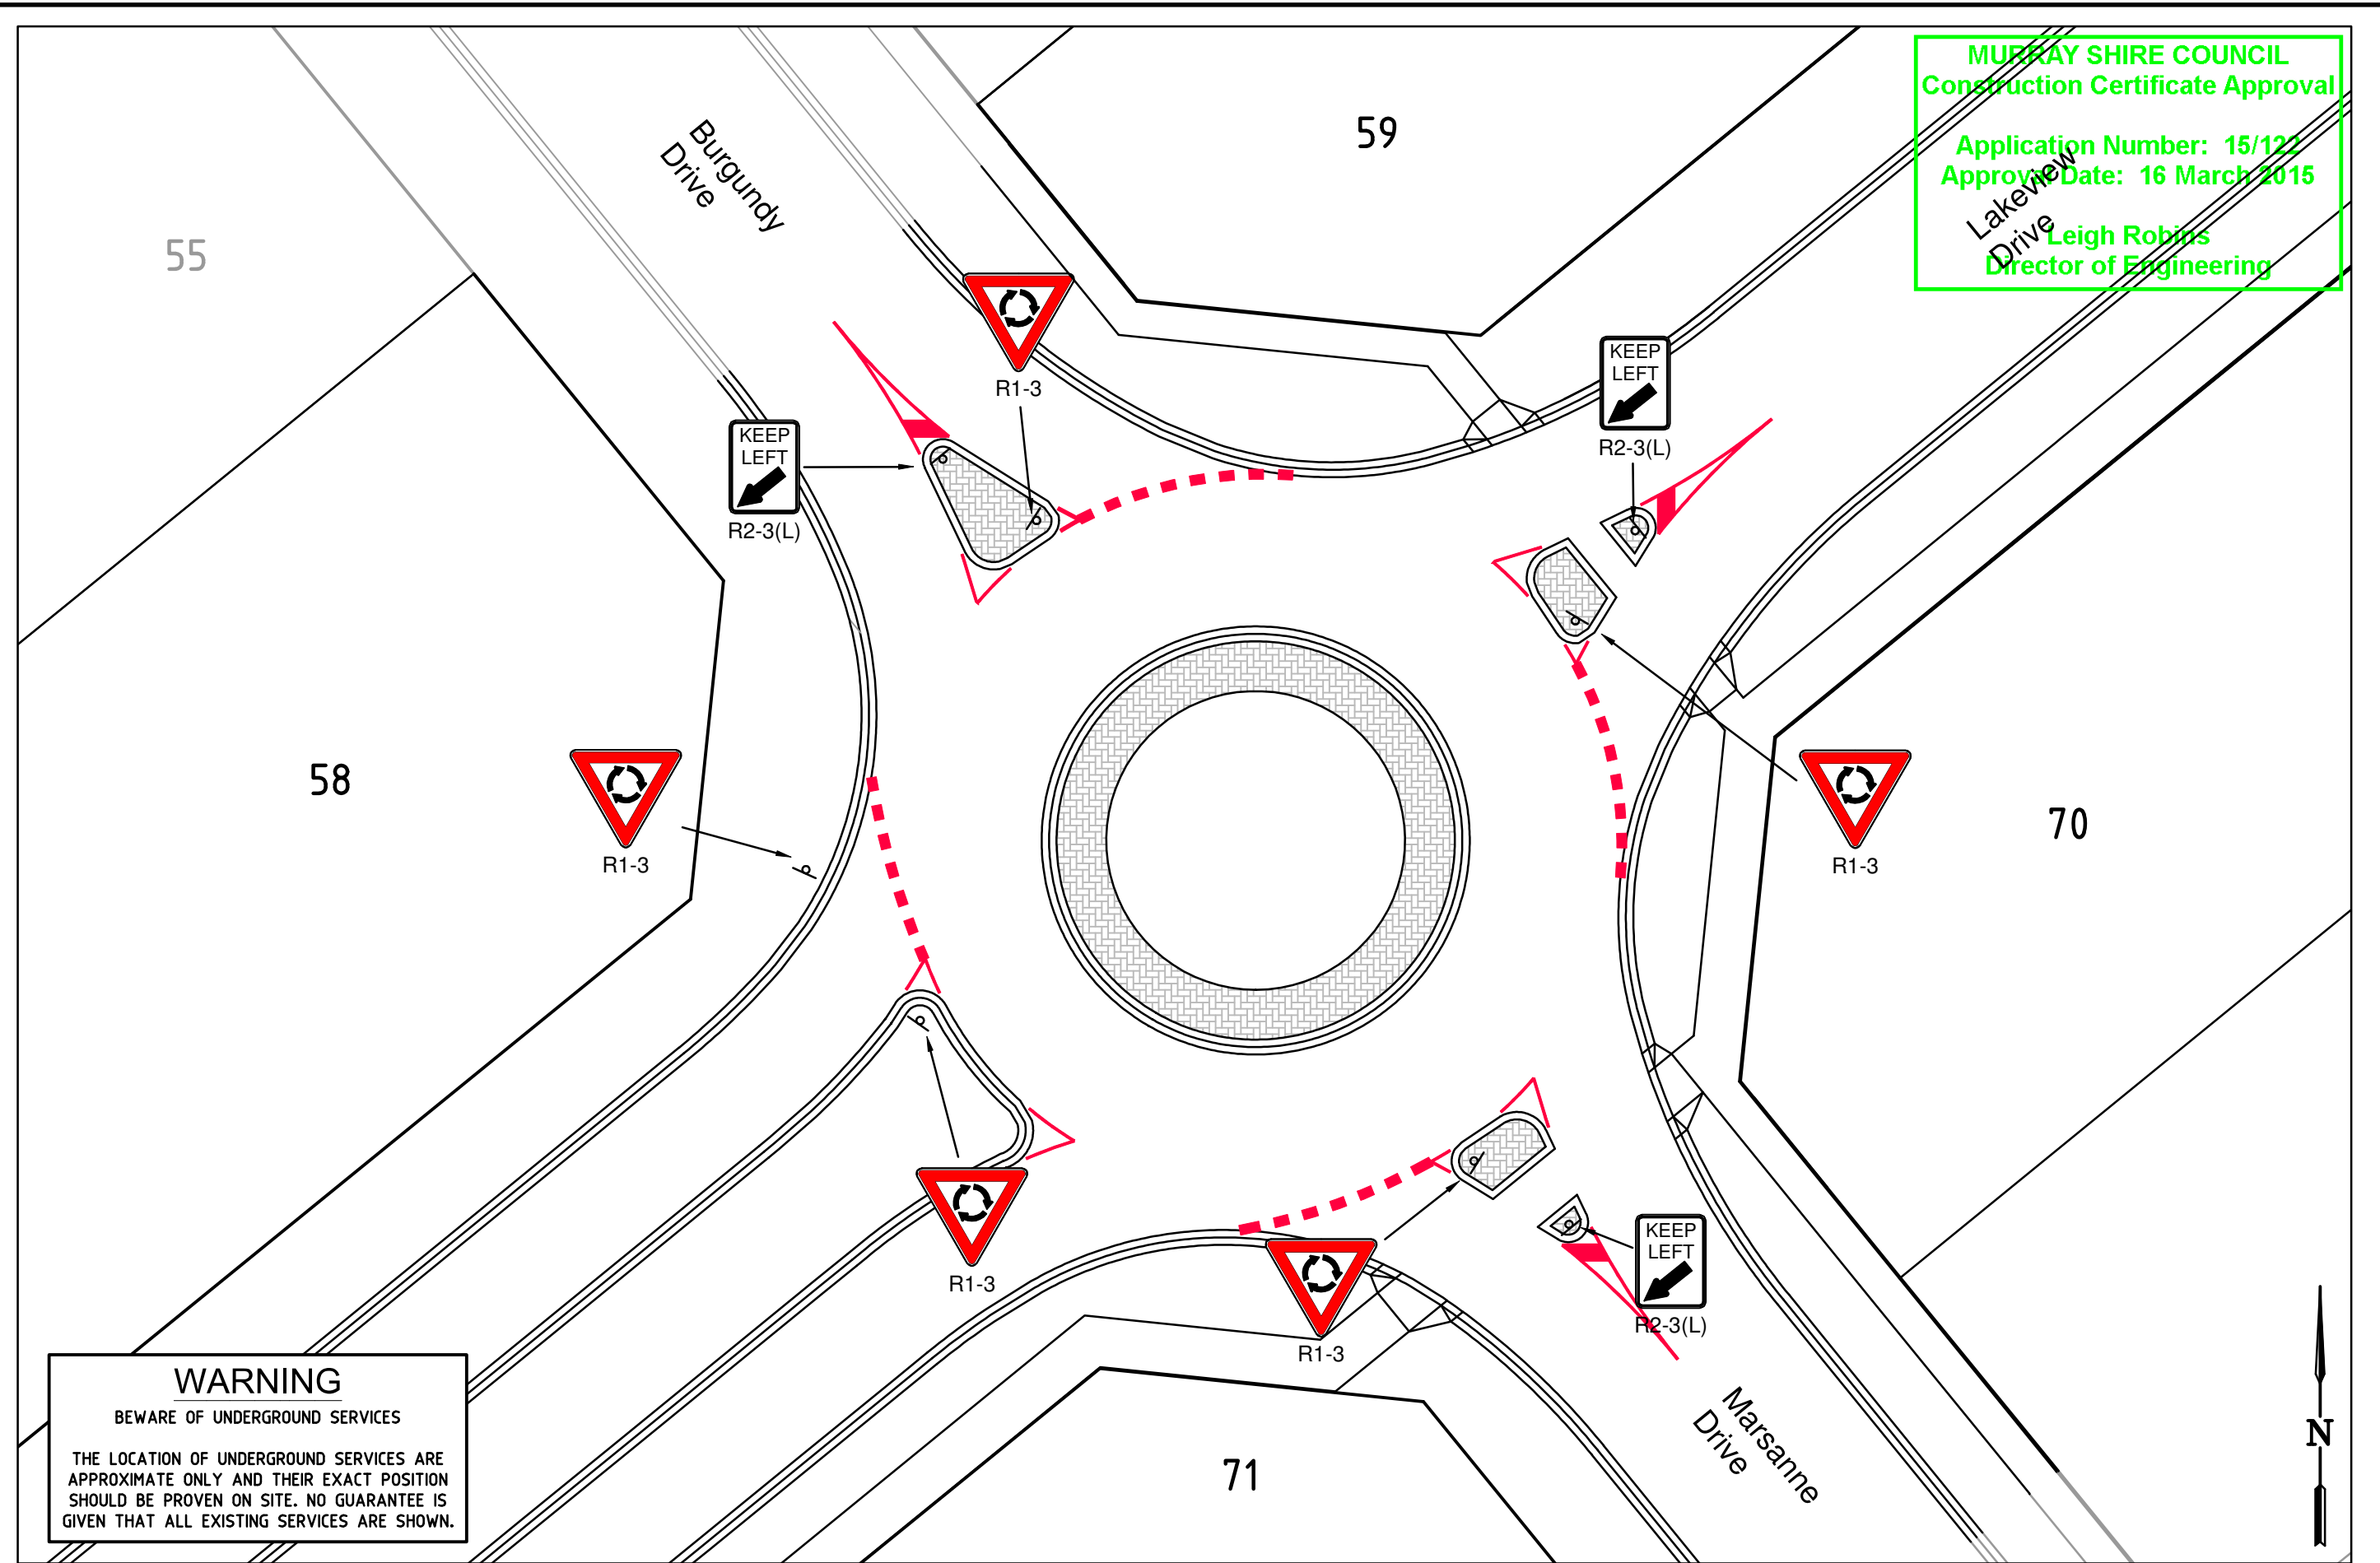 MURRAY SHIRE COUNCIL
Construction Certificate Approval
Application Number: 15/122
Approval Date: 16 March 2015
Leigh Robins
Director of Engineering
Lakeview
Drive
Burgundy
Drive
59
55
R1-3
KEEP
LEFT
R2-3(L)
KEEP
LEFT
R2-3(L)
58
R1-3
70
R1-3
R1-3
R1-3
KEEP
LEFT
R2-3(L)
Marsanne
Drive
71
N
WARNING
BEWARE OF UNDERGROUND SERVICES
THE LOCATION OF UNDERGROUND SERVICES ARE
APPROXIMATE ONLY AND THEIR EXACT POSITION
SHOULD BE PROVEN ON SITE. NO GUARANTEE IS
GIVEN THAT ALL EXISTING SERVICES ARE SHOWN.